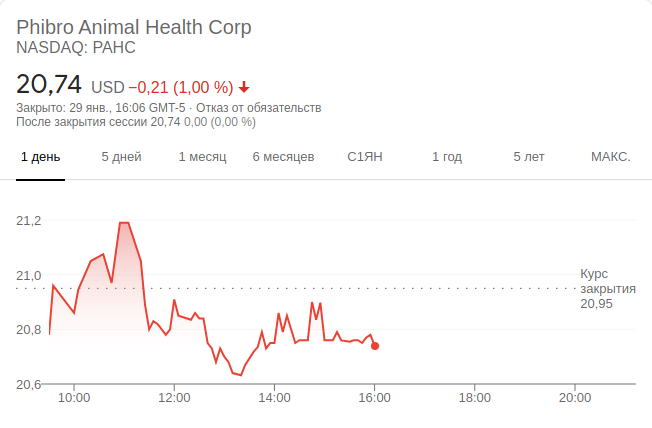 Phibro Animal Health Corp
NASDAQ: PAHC
20,74 USD −0,21 (1,00 %)
Закрыто: 29 янв., 16:06 GMT-5 · Отказ от обязательств
После закрытия сессии 20,74 0,00 (0,00 %)
1 день 5 дней 1 месяц 6 месяцев С1ЯН 1 год 5 лет МАКС.
21,2
21,0
20,8
20,6
Курс
закрытия
20,95
10:00 12:00 14:00 16:00 18:00 20:00